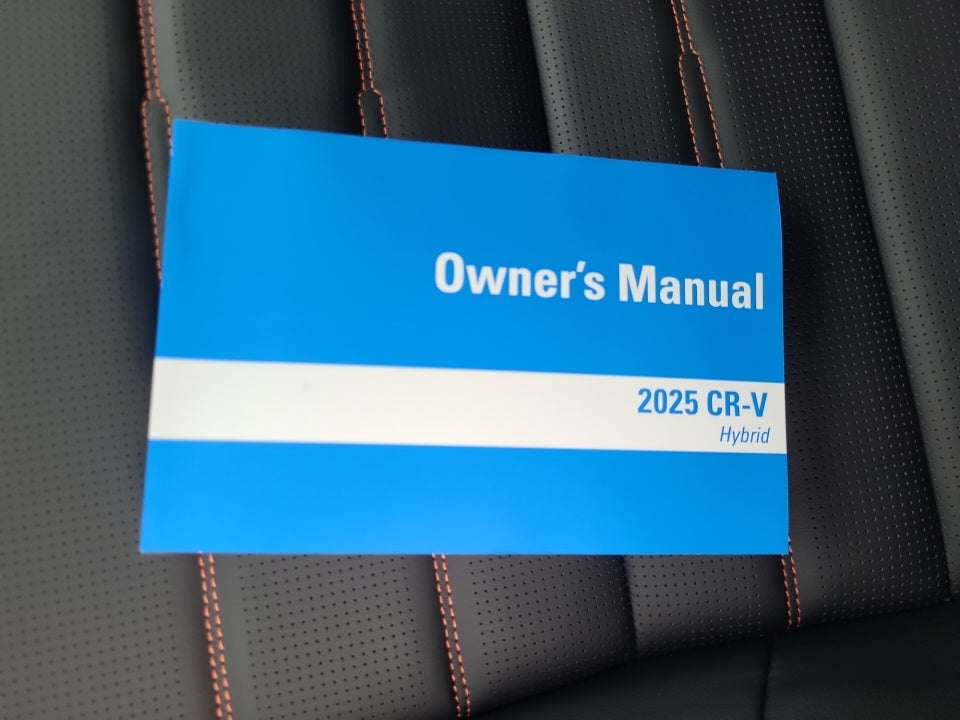 Owner's Manual
2025 CR-V
Hybrid